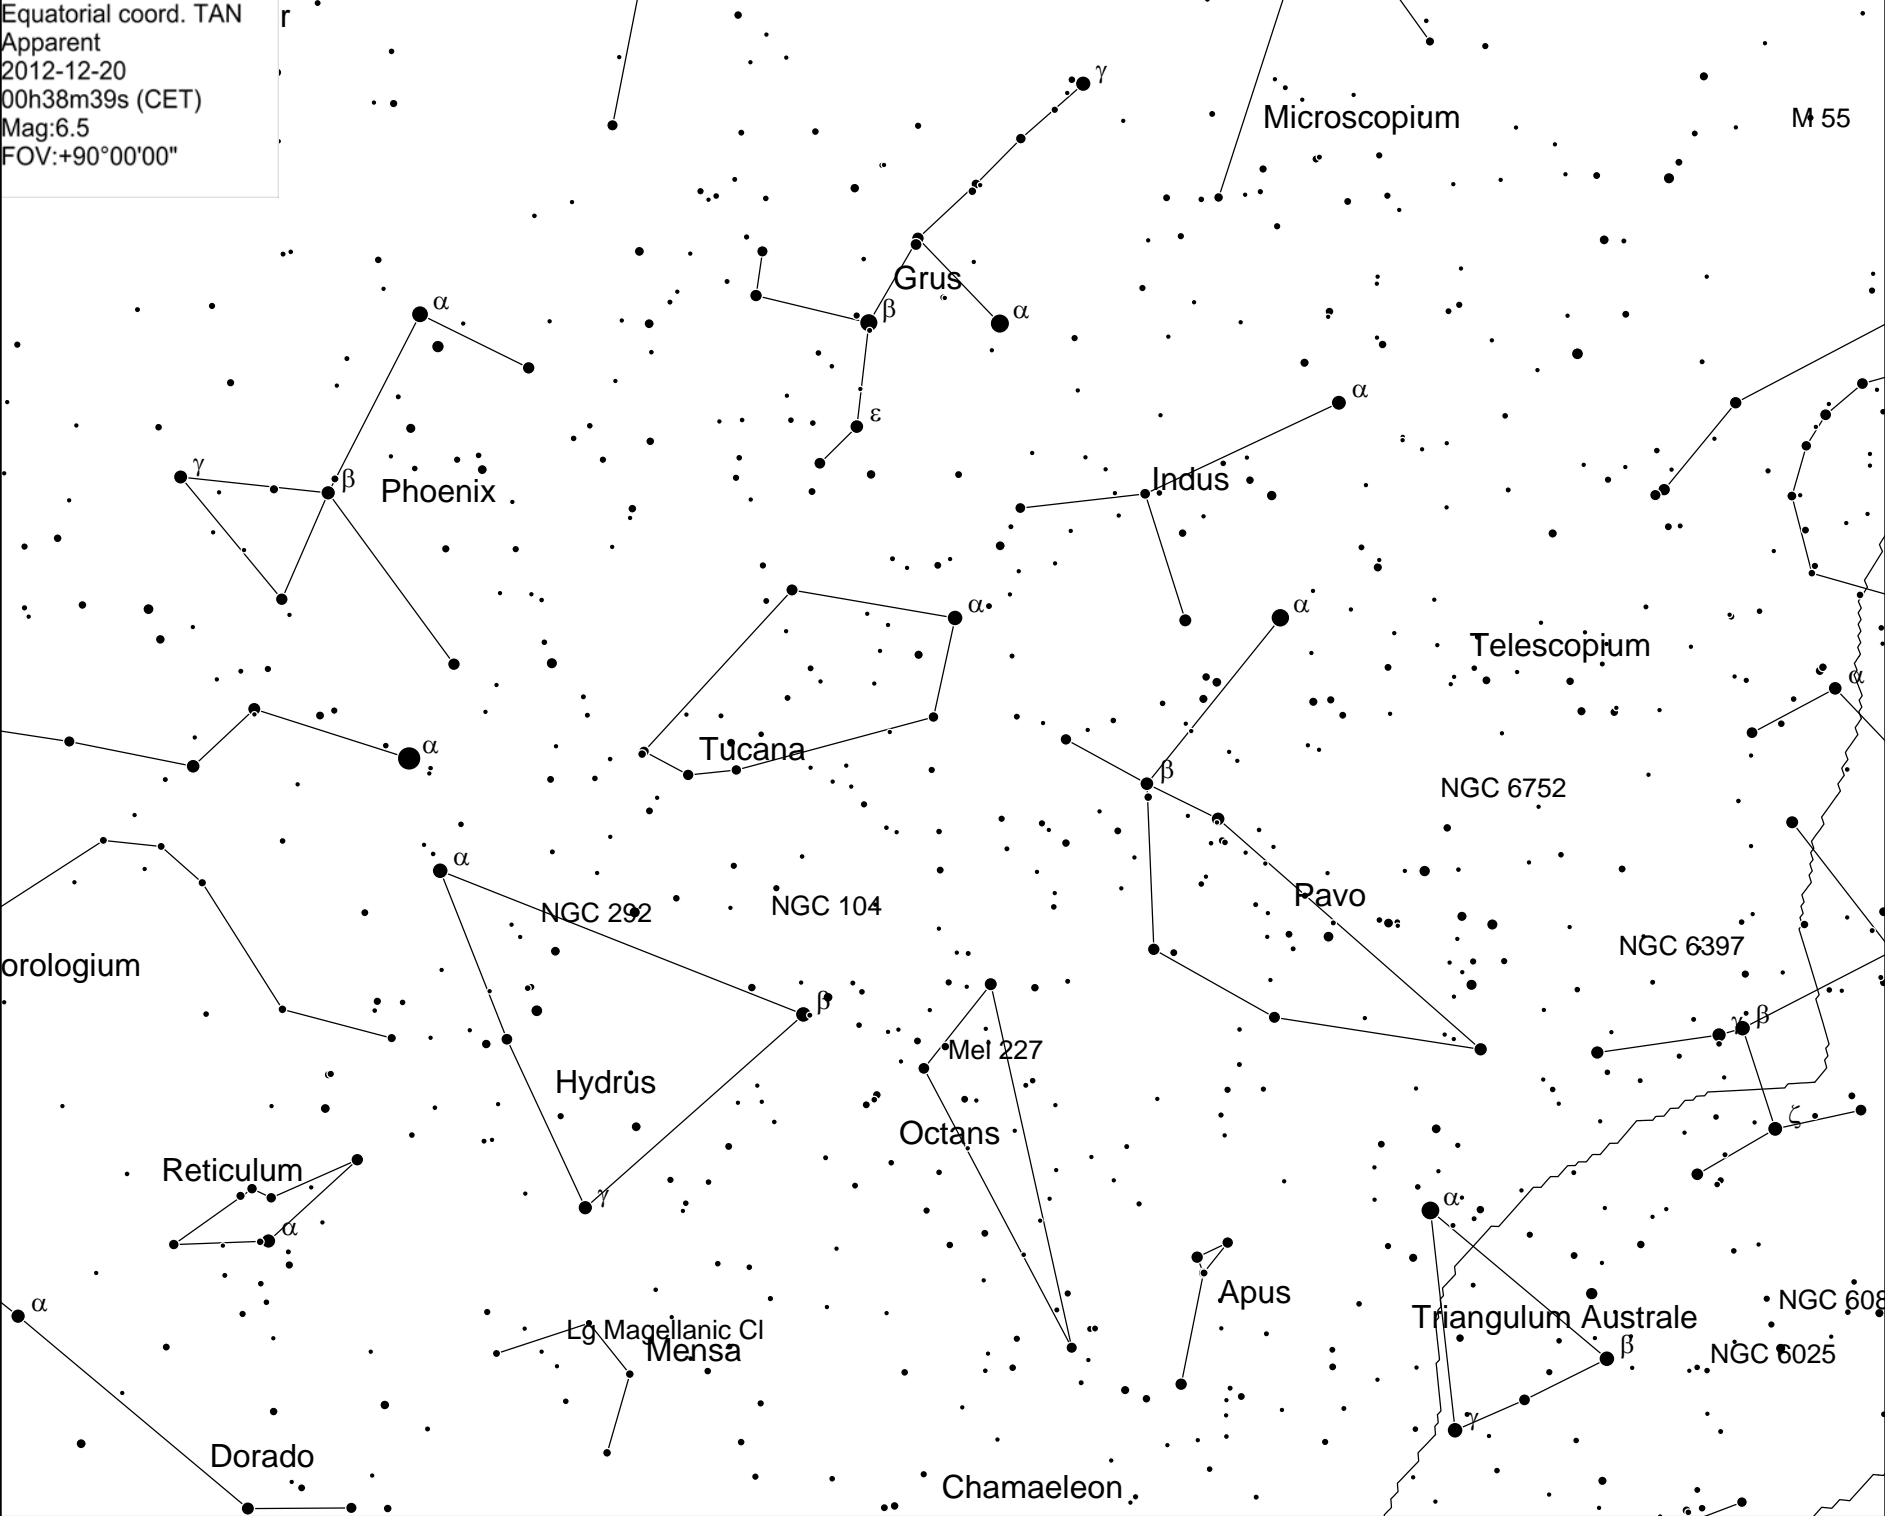 Equatorial coord. TAN
r
Apparent
2012-12-20
00h38m39s (CET)
Mag:6.5
FOV:+90°00'00"
γ
Microscopium
M 55
Grus
α
β
α
α
ε
γ
β
Phoenix
Indus
α
α
Telescopium
α
α
Tucana
β
NGC 6752
α
NGC 292
NGC 104
Pavo
NGC 6397
orologium
β
γ
β
Mel 227
Hydrus
Octans
ζ
Reticulum
γ
α
α
Apus
α
Triangulum Australe
NGC 608
Lg Magellanic Cl
Mensa
β
NGC 6025
γ
Dorado
Chamaeleon